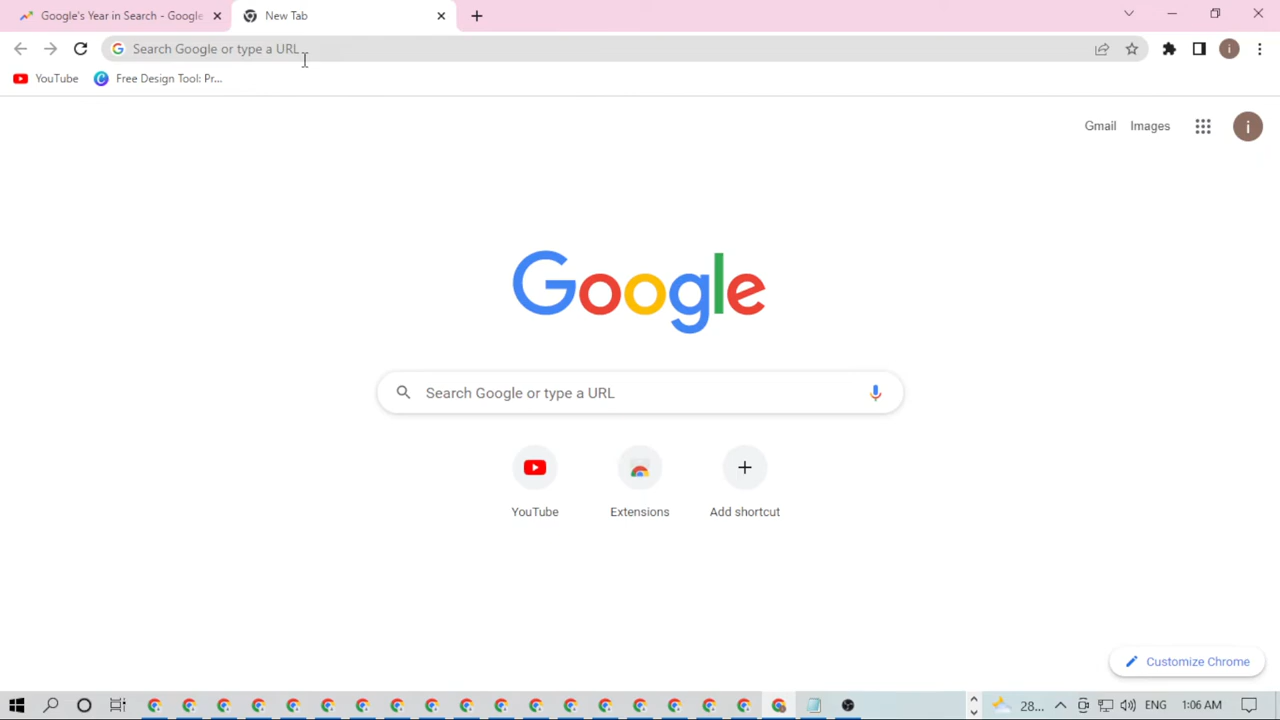 Google's Year in Search - Google
New Tab
Search Google or type a URL
YouTube
Free Design Tool: Pr...
Gmail
Images
i
Google
Search Google or type a URL
YouTube
Extensions
Add shortcut
Customize Chrome
28...
ENG
1:06 AM